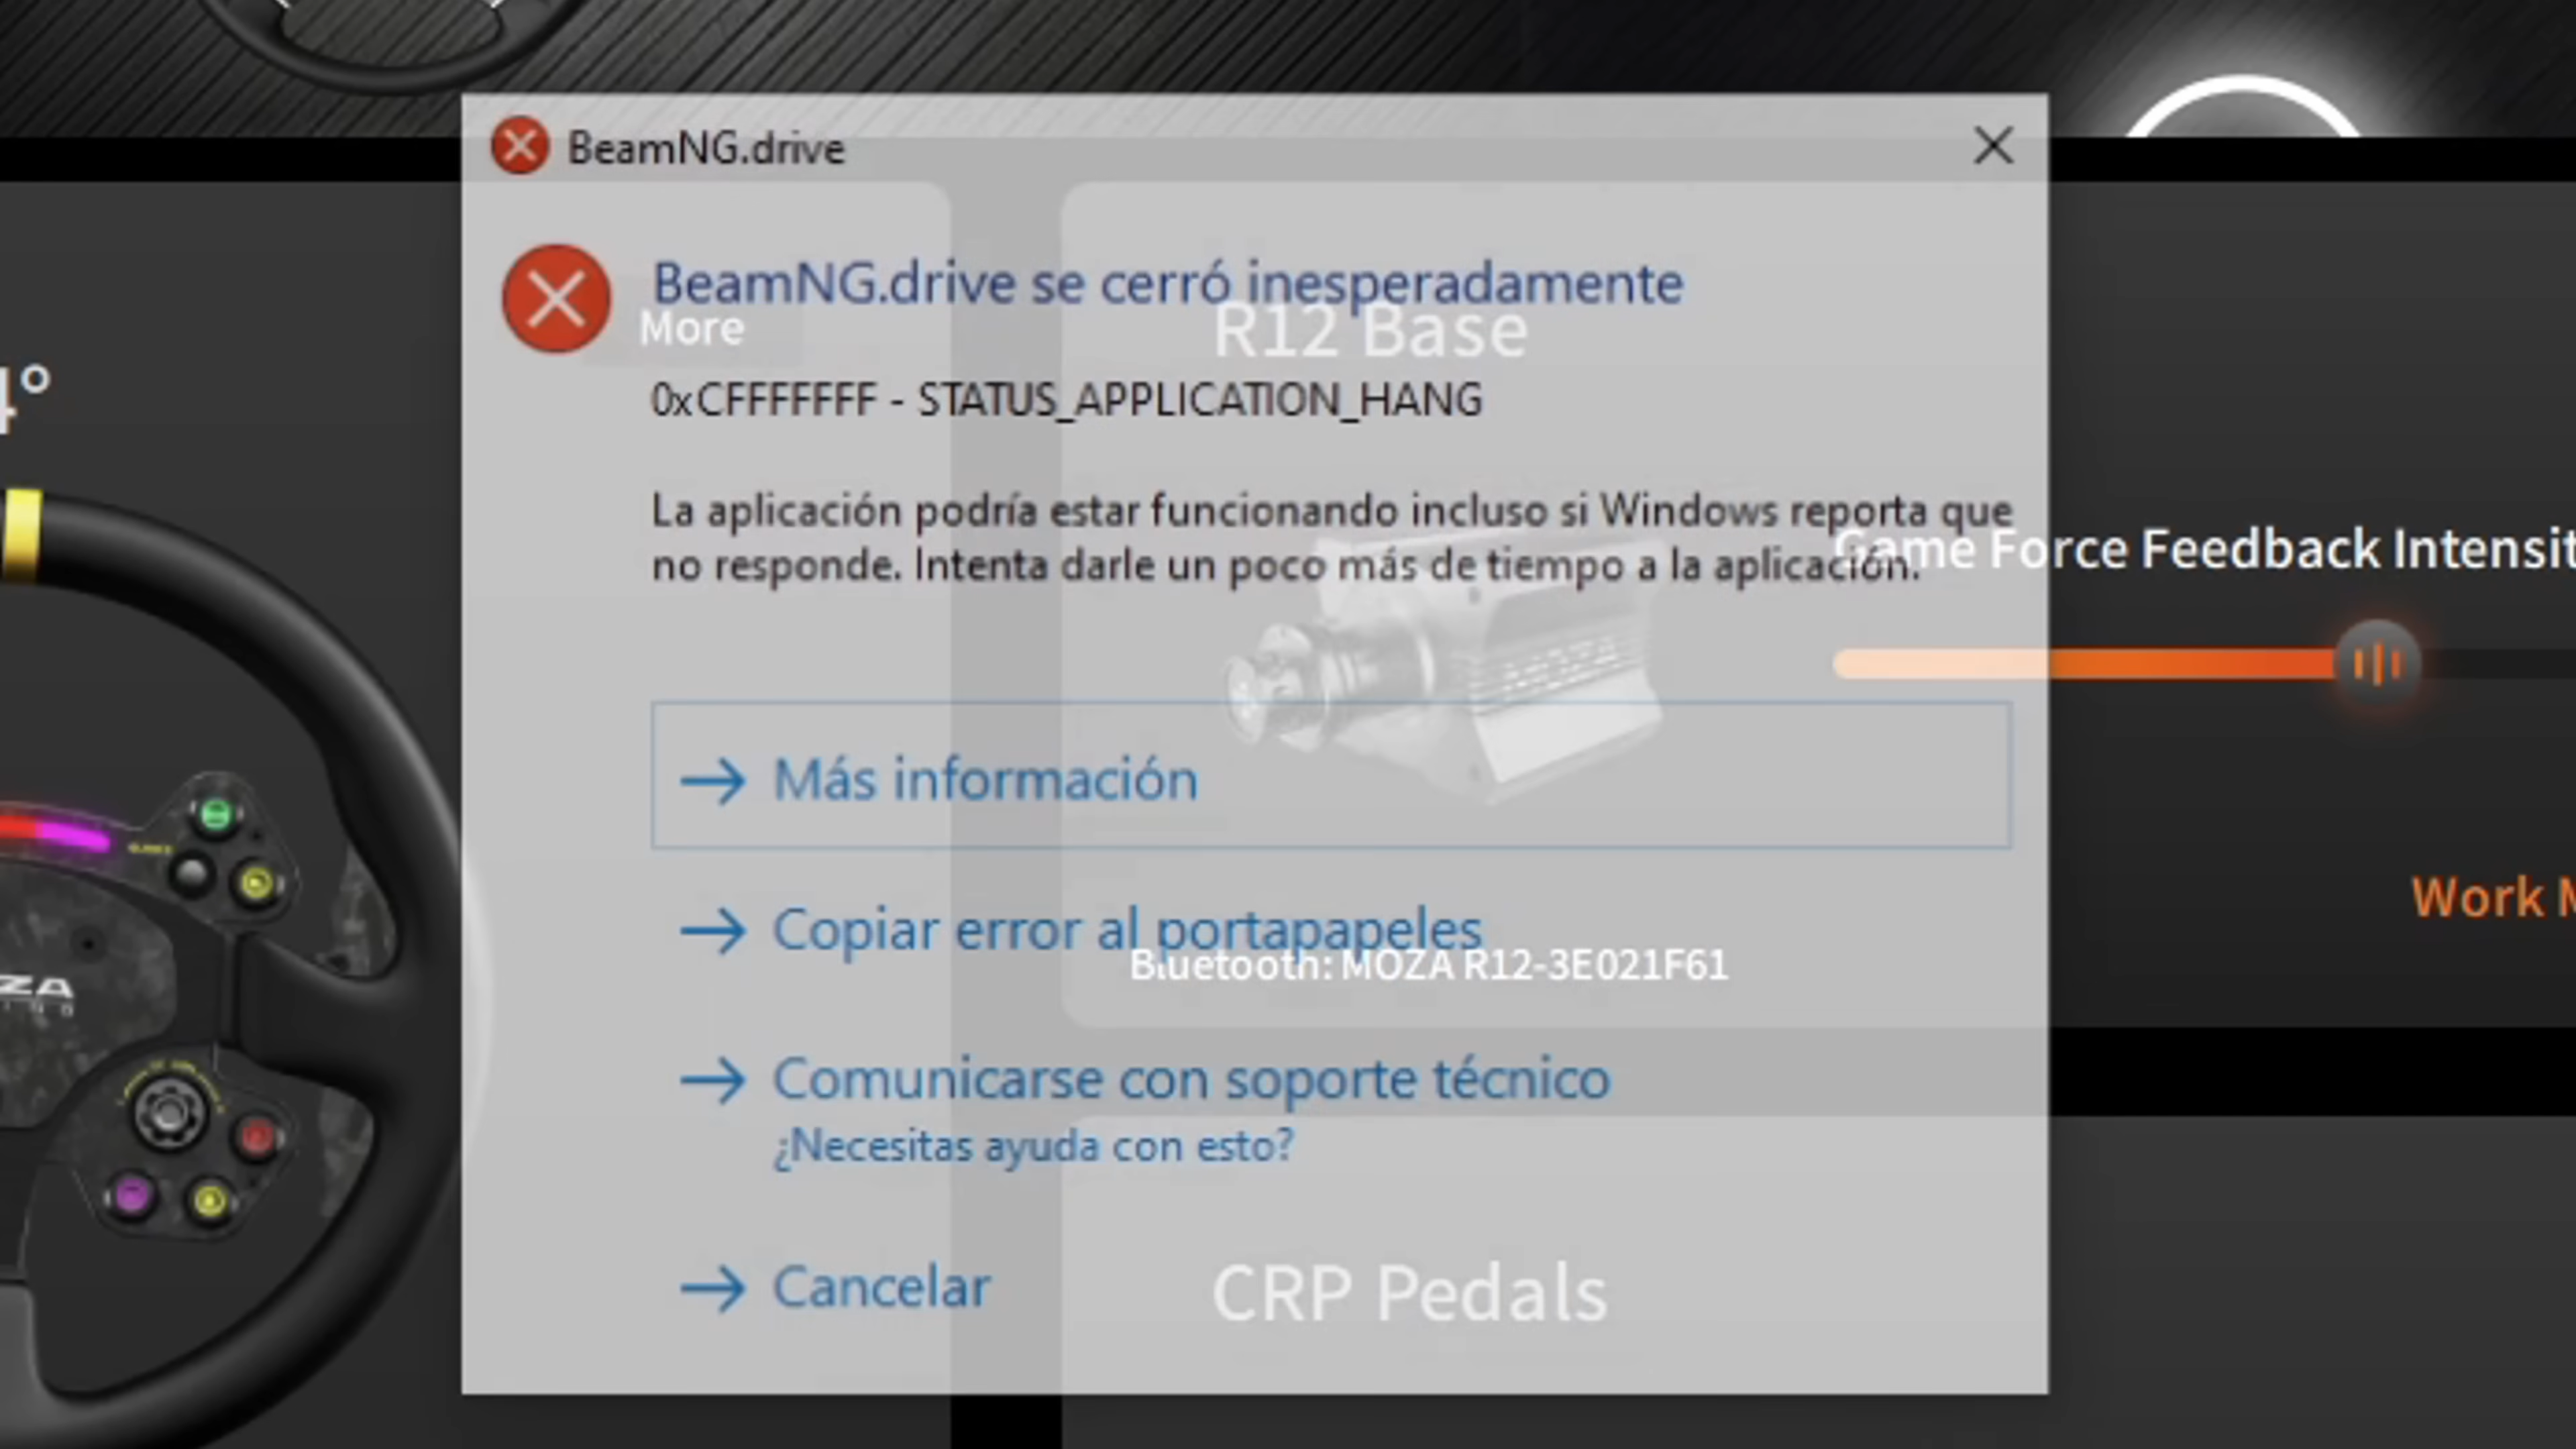 BeamNG.drive
BeamNG.drive se cerró inesperadamente
More
R12 Base
4°
0xCFFFFFFF - STATUS_APPLICATION_HANG
La aplicación podría estar funcionando incluso si Windows reporta que
no responde. Intenta darle un poco más de tiempo a la aplicación.
Game Force Feedback Intensit
Más información
Work M
Copiar error al portapapeles
Bluetooth: MOZA R12-3E021F61
ZA
Comunicarse con soporte técnico
¿Necesitas ayuda con esto?
Cancelar
CRP Pedals